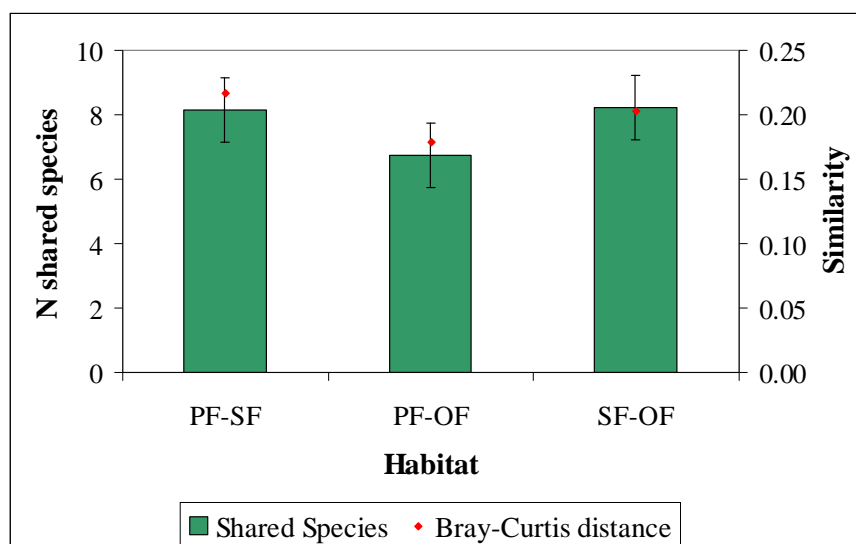 10
8
6
4
2
0
N shared species
0.25
0.20
0.15
0.10
0.05
0.00
Similarity
PF-SF PF-OF SF-OF
Habitat
Shared Species Bray-Curtis distance